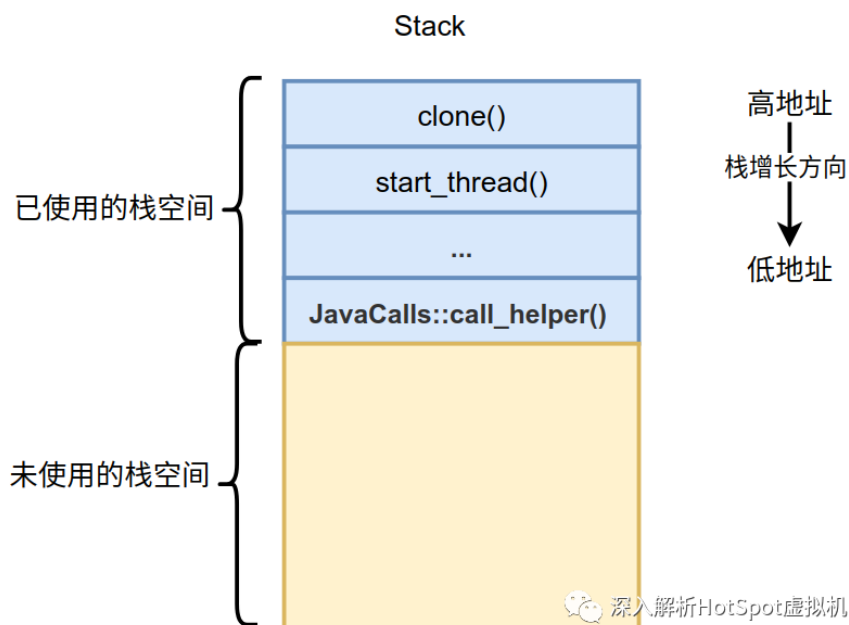 Stack
clone()
高地址
start_thread()
栈增长方向
已使用的栈空间
...
低地址
JavaCalls::call_helper()
未使用的栈空间
深入解析HotSpot虚拟机